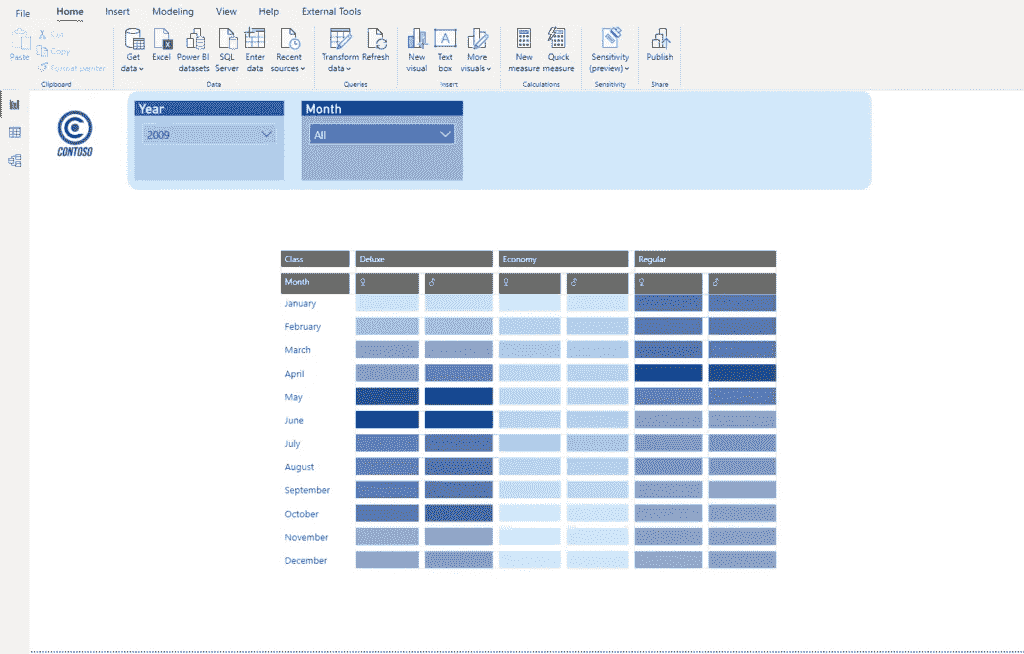 File Home Insert Modeling View Help External Tools
Paste Cut
Copy
Format painter
Clipboard
Get data
Excel
Power BI datasets
SQL Server
Enter data
Recent sources
Data
Transform data
Refresh
Queries
New visual
Text box
More visuals
Insert
New measure
Quick measure
Calculations
Sensitivity (preview)
Sensitivity
Publish
Share
CONTOSO
Year
2009
Month
All
Class Deluxe Economy Regular
Month ♀ ♂ ♀ ♂ ♀ ♂
January
February
March
April
May
June
July
August
September
October
November
December